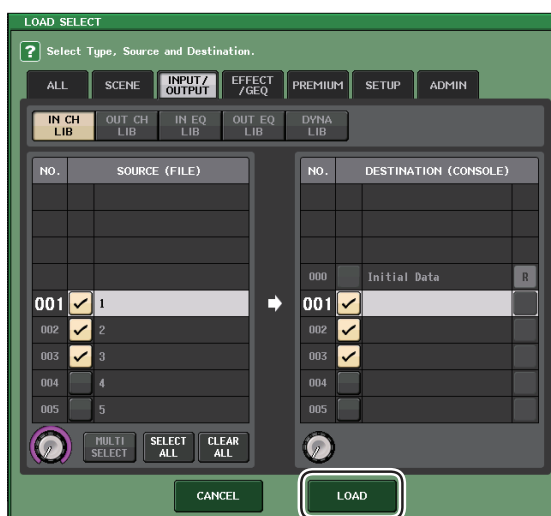 LOAD SELECT
? Select Type, Source and Destination.
ALL SCENE INPUT/ OUTPUT EFFECT /GEQ PREMIUM SETUP ADMIN
IN CH LIB OUT CH LIB IN EQ LIB OUT EQ LIB DYNA LIB
NO. SOURCE (FILE) NO. DESTINATION (CONSOLE)
000 Initial Data R
001 1 001
002 2 002
003 3 003
004 4 004
005 5 005
MULTI SELECT SELECT ALL CLEAR ALL
CANCEL LOAD